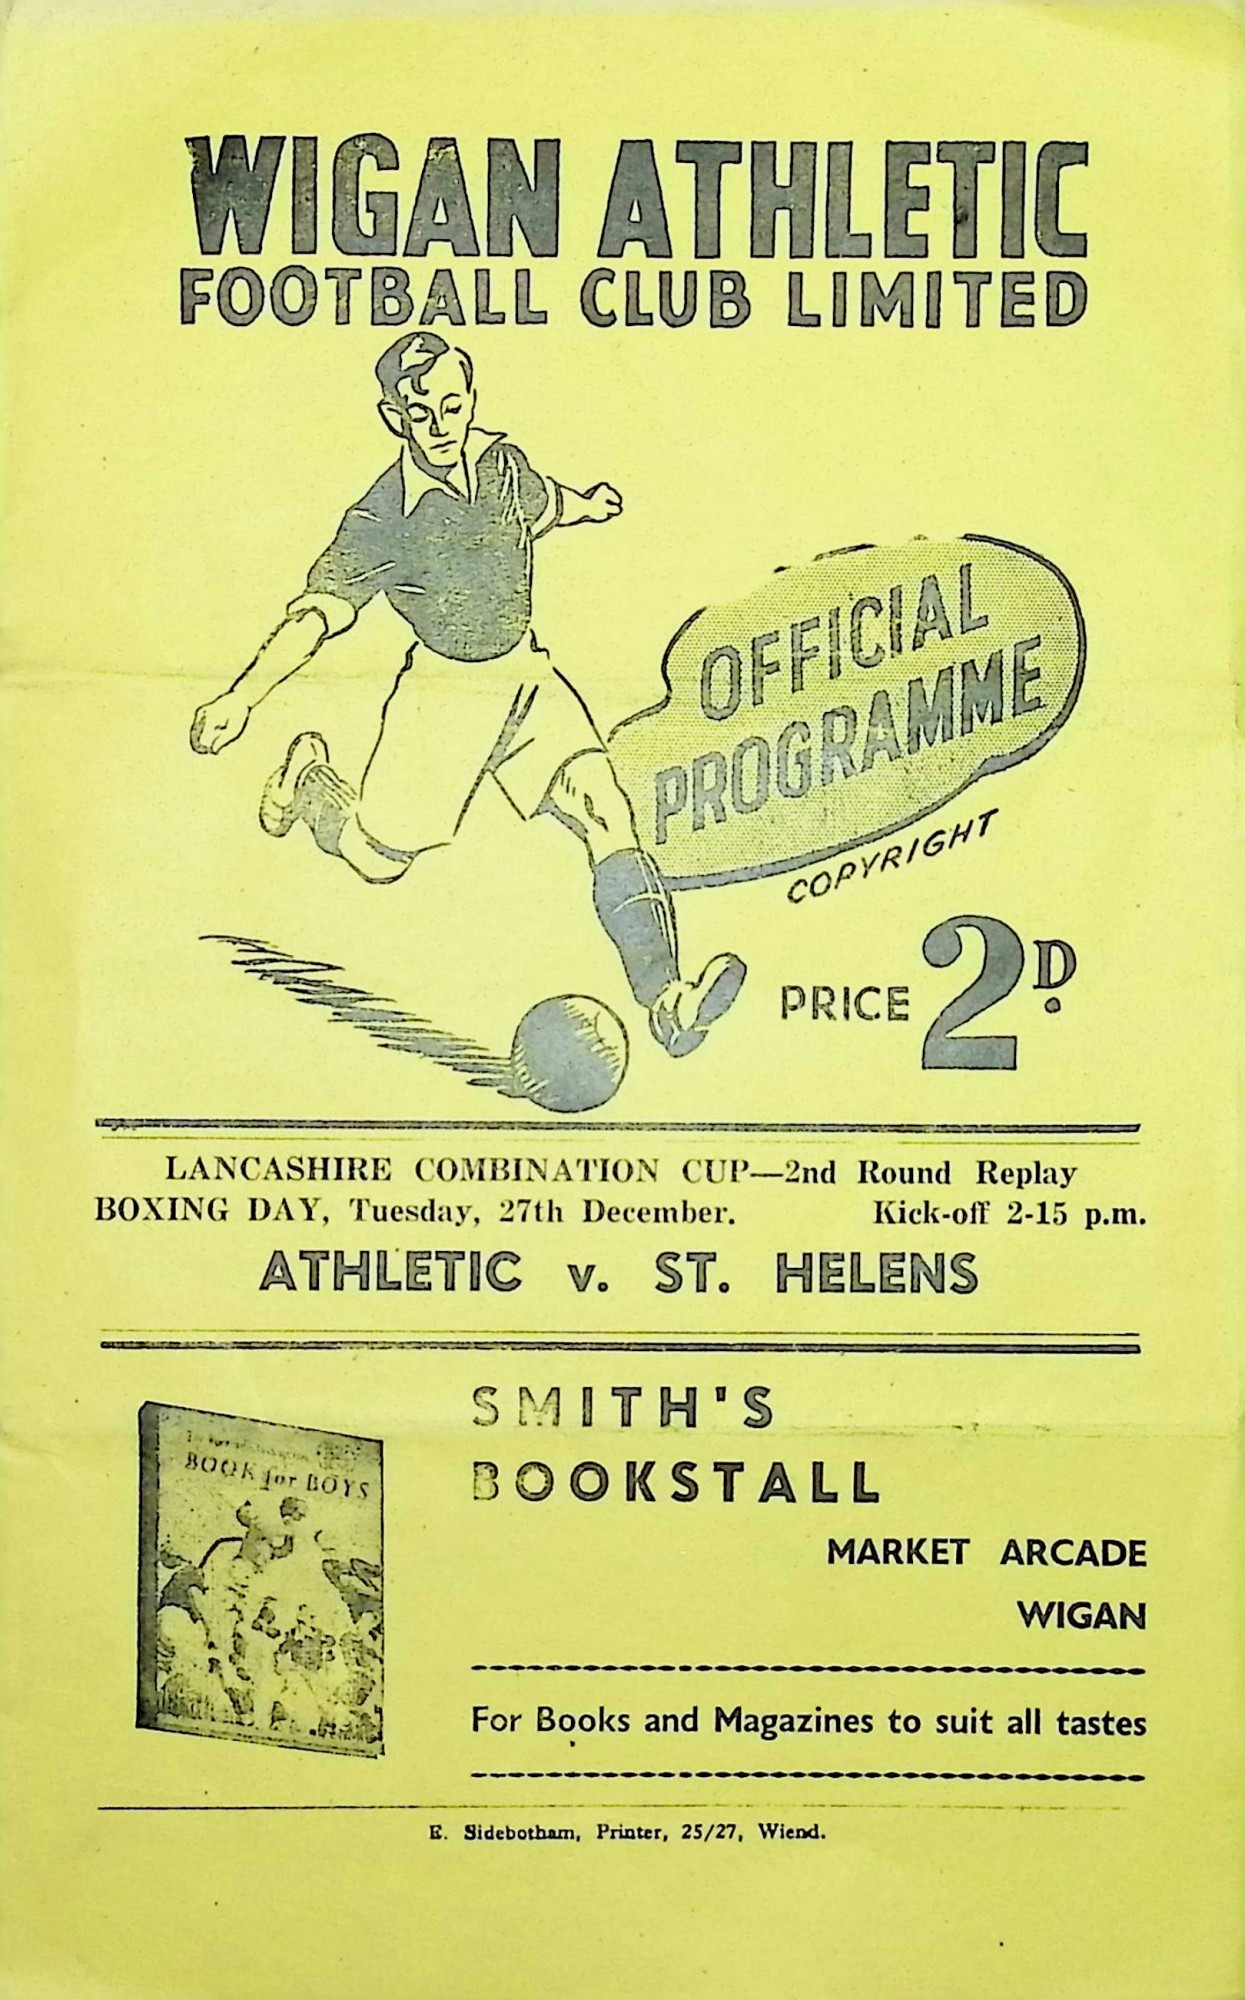 WIGAN ATHLETIC
FOOTBALL CLUB LIMITED
OFFICIAL
PROGRAMME
COPYRIGHT
PRICE 2D.
LANCASHIRE COMBINATION CUP—2nd Round Replay
BOXING DAY, Tuesday, 27th December. Kick-off 2-15 p.m.
ATHLETIC v. ST. HELENS
BOOK for BOYS
SMITH'S
BOOKSTALL
MARKET ARCADE
WIGAN
For Books and Magazines to suit all tastes
E. Sidebotham, Printer, 25/27, Wiend.